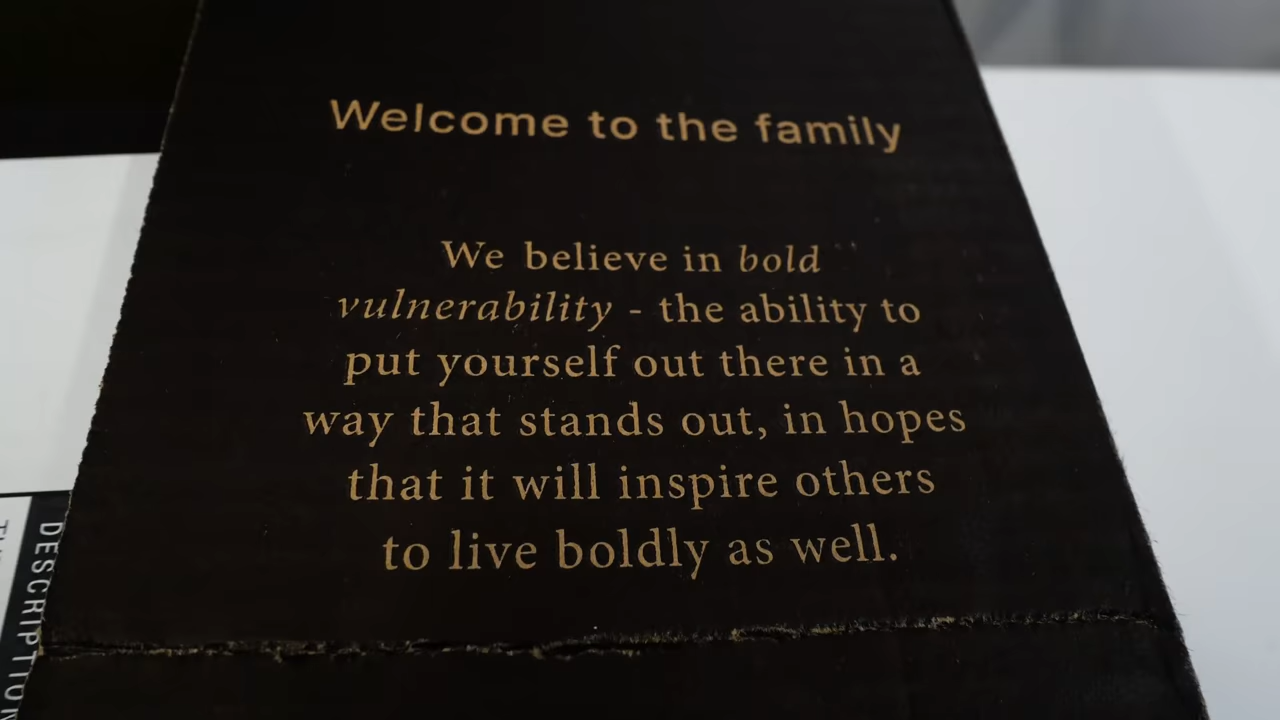 Welcome to the family
We believe in bold
vulnerability - the ability to
put yourself out there in a
way that stands out, in hopes
that it will inspire others
to live boldly as well.
DESCRIPTION